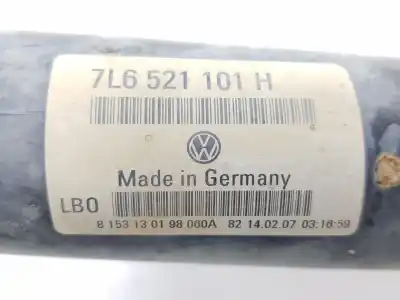 7L6 521 101 H
Made in Germany
LBO
8 153 13 01 98 060A 82 14.02.07 03:16:59